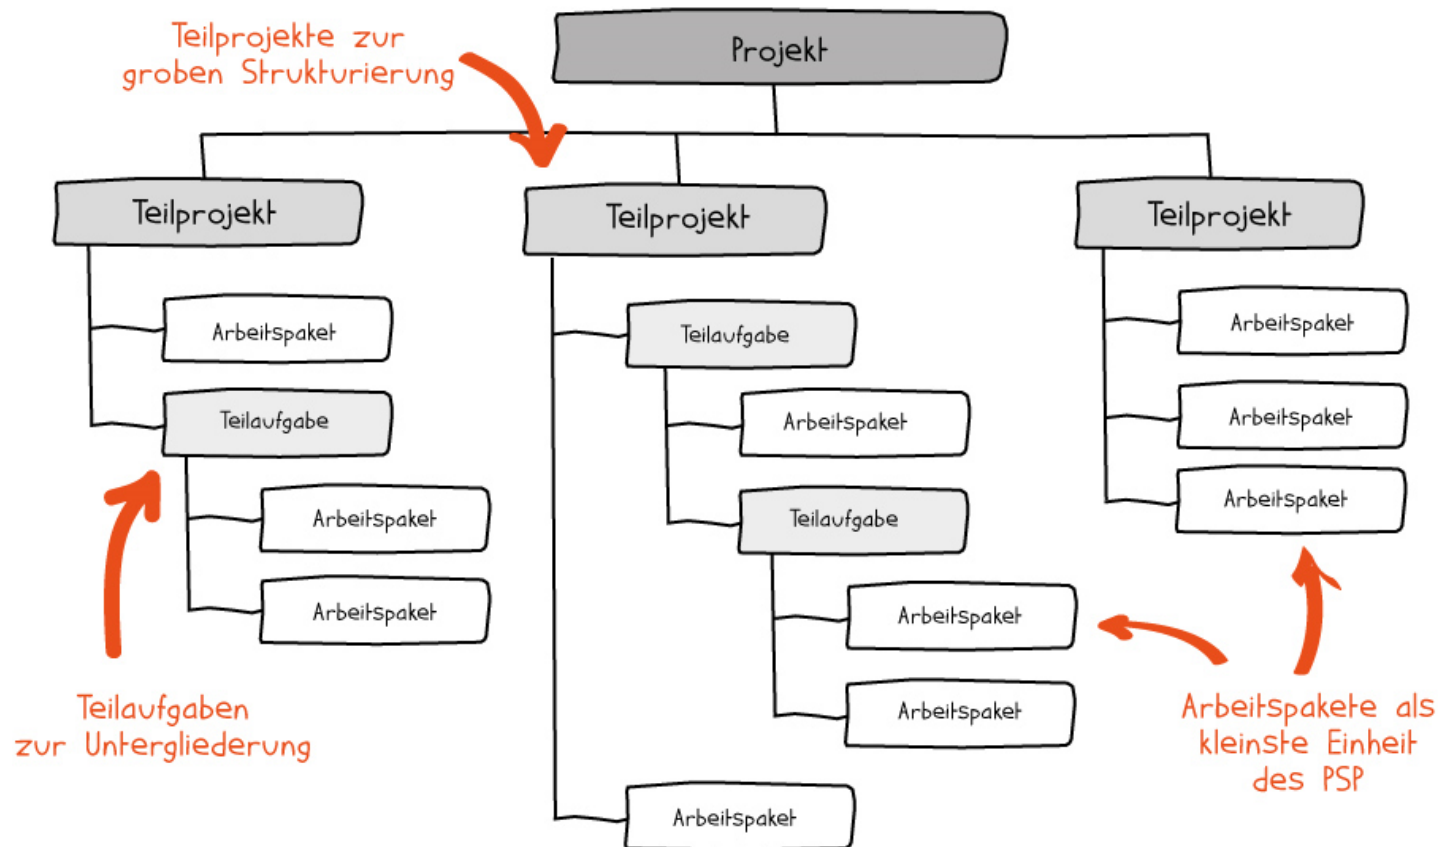 Teilprojekte zur
groben Strukturierung
Projekt
Teilprojekt
Teilprojekt
Teilprojekt
Arbeitspaket
Teilaufgabe
Arbeitspaket
Arbeitspaket
Teilaufgabe
Arbeitspaket
Teilaufgabe
Arbeitspaket
Arbeitspaket
Arbeitspaket
Arbeitspaket
Arbeitspaket
Arbeitspaket
Teilaufgaben
zur Untergliederung
Arbeitspakete als
kleinste Einheit
des PSP